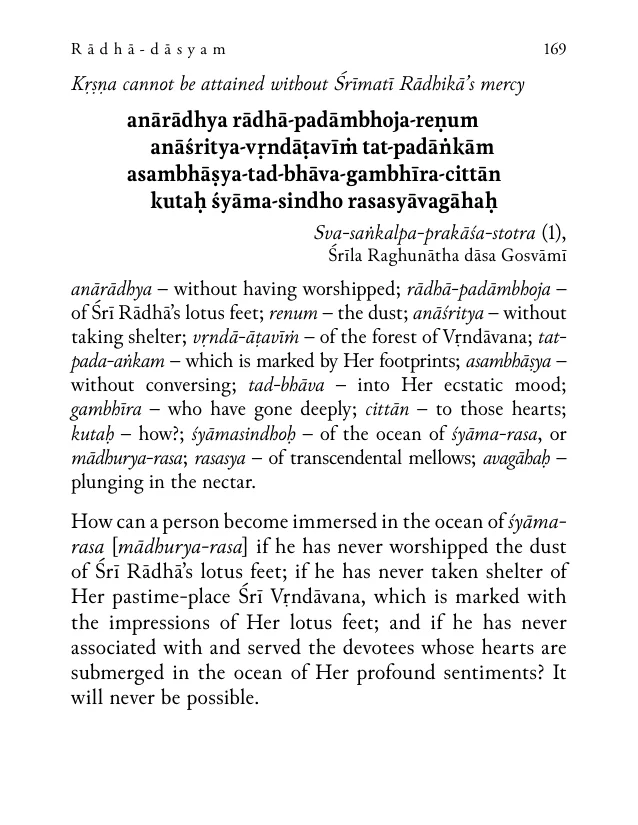 Rādhā-dāsyam 169
Kṛṣṇa cannot be attained without Śrīmatī Rādhikā’s mercy
anārādhya rādhā-padāmbhoja-reṇum
anāśritya-vṛndāṭavīṁ tat-padāṅkām
asambhāṣya-tad-bhāva-gambhīra-cittān
kutaḥ śyāma-sindho rasasyāvagāhaḥ
Sva-saṅkalpa-prakāśa-stotra (1),
Śrīla Raghunātha dāsa Gosvāmī
anārādhya – without having worshipped; rādhā-padāmbhoja –
of Śrī Rādhā’s lotus feet; renum – the dust; anāśritya – without
taking shelter; vṛndā-āṭavīṁ – of the forest of Vṛndāvana; tat-
pada-aṅkam – which is marked by Her footprints; asambhāsya –
without conversing; tad-bhāva – into Her ecstatic mood;
gambhīra – who have gone deeply; cittān – to those hearts;
kutaḥ – how?; śyāmasindhoḥ – of the ocean of śyāma-rasa, or
mādhurya-rasa; rasasya – of transcendental mellows; avagāhaḥ –
plunging in the nectar.
How can a person become immersed in the ocean of śyāma-
rasa [mādhurya-rasa] if he has never worshipped the dust
of Śrī Rādhā’s lotus feet; if he has never taken shelter of
Her pastime-place Śrī Vṛndāvana, which is marked with
the impressions of Her lotus feet; and if he has never
associated with and served the devotees whose hearts are
submerged in the ocean of Her profound sentiments? It
will never be possible.